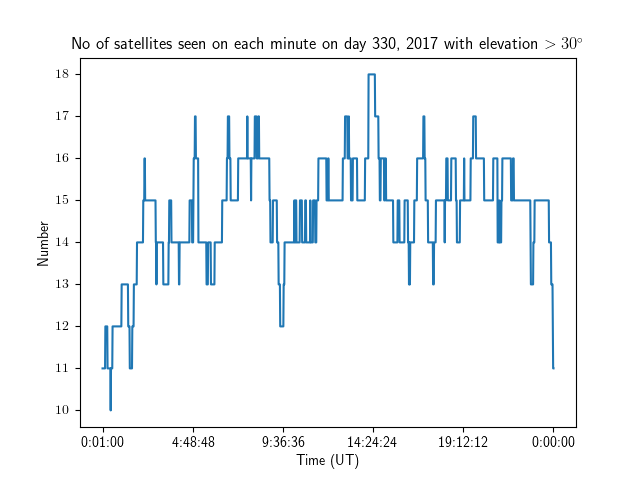 No of satellites seen on each minute on day 330, 2017 with elevation > 30°
18
17
16
15
14
13
12
11
10
Number
0:01:00 4:48:48 9:36:36 14:24:24 19:12:12 0:00:00
Time (UT)